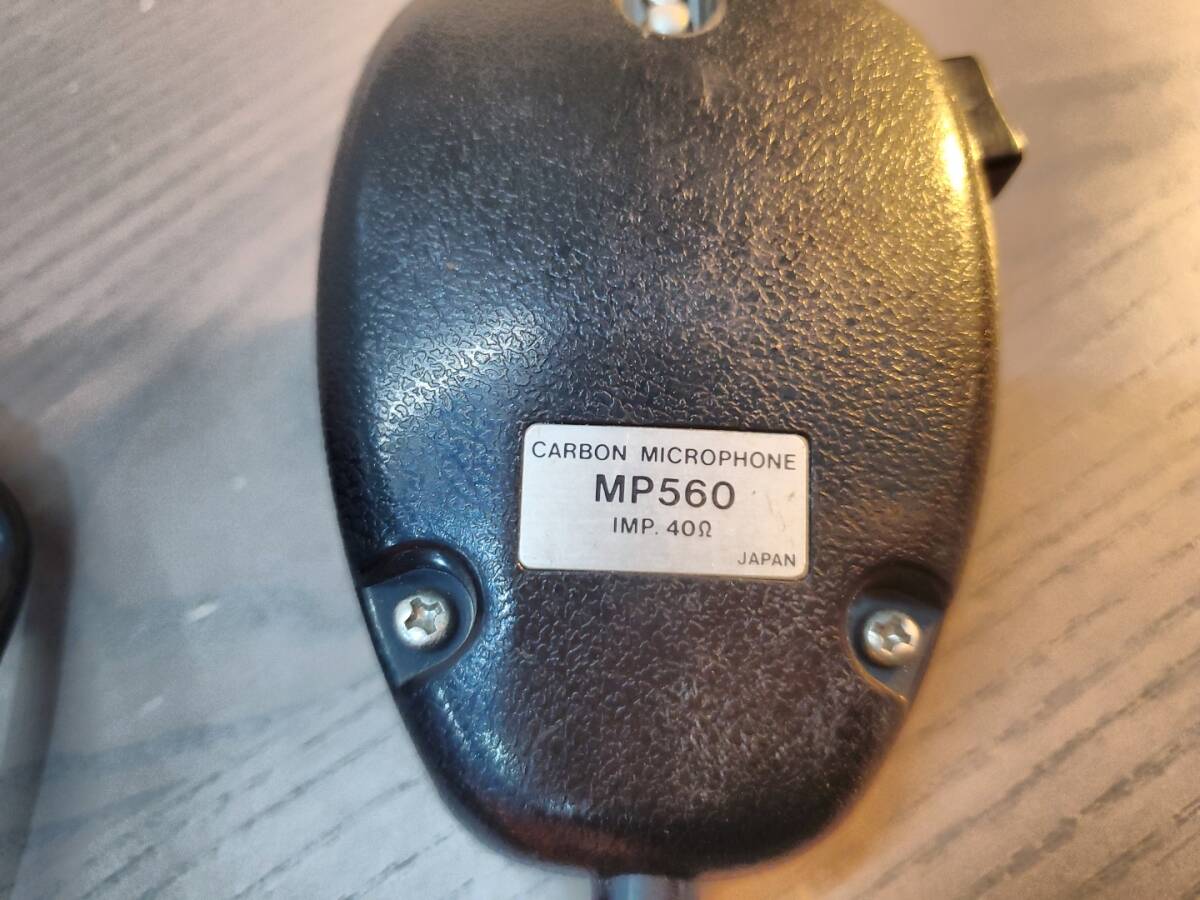 CARBON MICROPHONE
MP560
IMP. 40Ω
JAPAN